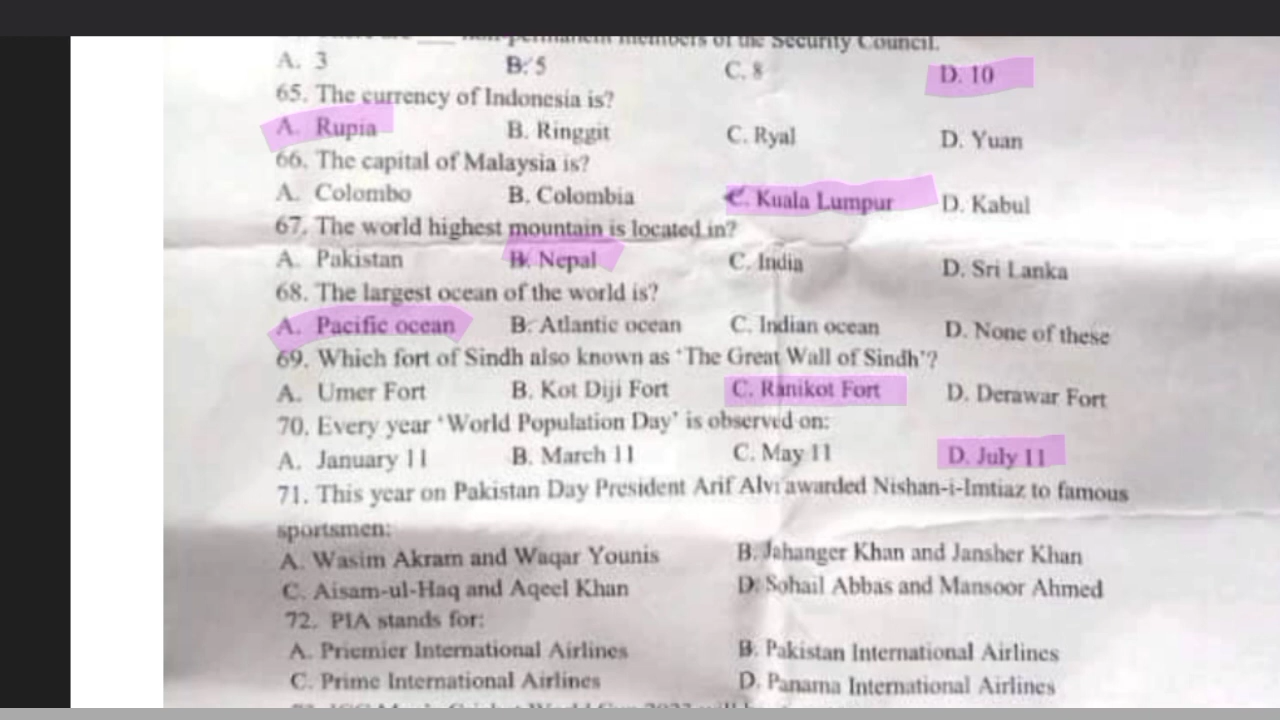 non-permanent members of the Security Council.
A. 3 B. 5 C. 8 D. 10
65. The currency of Indonesia is?
A. Rupia B. Ringgit C. Ryal D. Yuan
66. The capital of Malaysia is?
A. Colombo B. Colombia C. Kuala Lumpur D. Kabul
67. The world highest mountain is located in?
A. Pakistan B. Nepal C. India D. Sri Lanka
68. The largest ocean of the world is?
A. Pacific ocean B. Atlantic ocean C. Indian ocean D. None of these
69. Which fort of Sindh also known as 'The Great Wall of Sindh'?
A. Umer Fort B. Kot Diji Fort C. Ranikot Fort D. Derawar Fort
70. Every year 'World Population Day' is observed on:
A. January 11 B. March 11 C. May 11 D. July 11
71. This year on Pakistan Day President Arif Alvi awarded Nishan-i-Imtiaz to famous
sportsmen:
A. Wasim Akram and Waqar Younis B. Jahanger Khan and Jansher Khan
C. Aisam-ul-Haq and Aqeel Khan D. Sohail Abbas and Mansoor Ahmed
72. PIA stands for:
A. Priemier International Airlines B. Pakistan International Airlines
C. Prime International Airlines D. Panama International Airlines